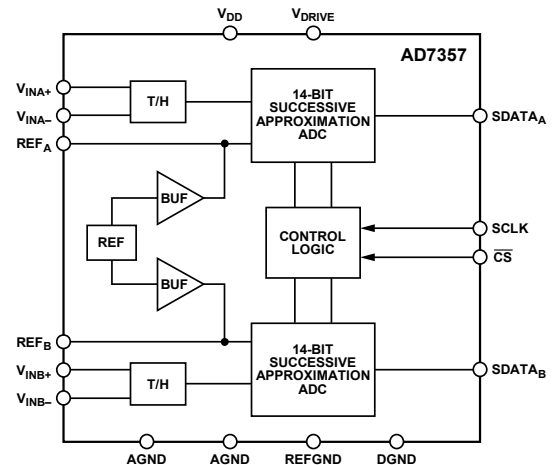 VDD
VDRIVE
AD7357
VINA+
T/H
14-BIT
SUCCESSIVE
APPROXIMATION
ADC
SDATAA
VINA–
REFA
BUF
REF
CONTROL
LOGIC
SCLK
CS
BUF
REFB
14-BIT
SUCCESSIVE
APPROXIMATION
ADC
VINB+
T/H
SDATAB
VINB–
AGND
AGND
REFGND
DGND